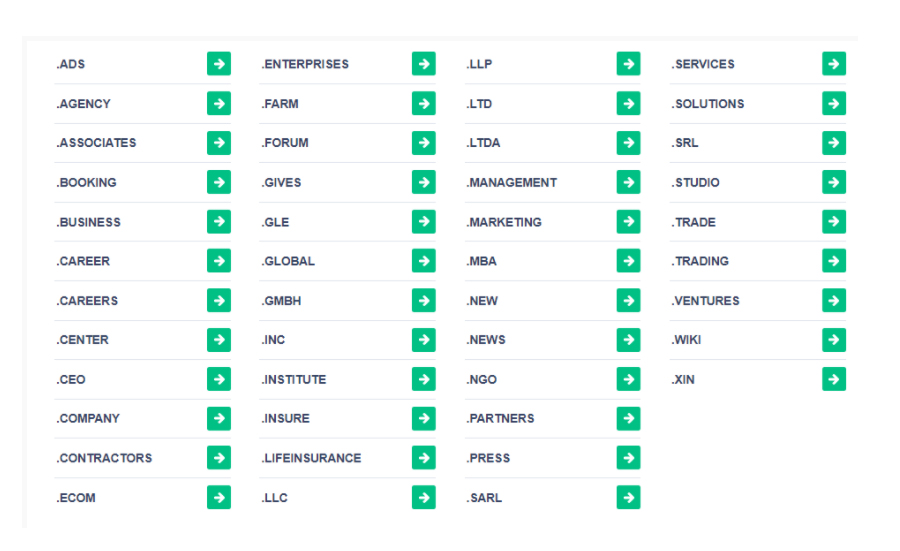 .ADS
.AGENCY
.ASSOCIATES
.BOOKING
.BUSINESS
.CAREER
.CAREERS
.CENTER
.CEO
.COMPANY
.CONTRACTORS
.ECOM
.ENTERPRISES
.FARM
.FORUM
.GIVES
.GLE
.GLOBAL
.GMBH
.INC
.INSTITUTE
.INSURE
.LIFEINSURANCE
.LLC
.LLP
.LTD
.LTDA
.MANAGEMENT
.MARKETING
.MBA
.NEW
.NEWS
.NGO
.PARTNERS
.PRESS
.SARL
.SERVICES
.SOLUTIONS
.SRL
.STUDIO
.TRADE
.TRADING
.VENTURES
.WIKI
.XIN